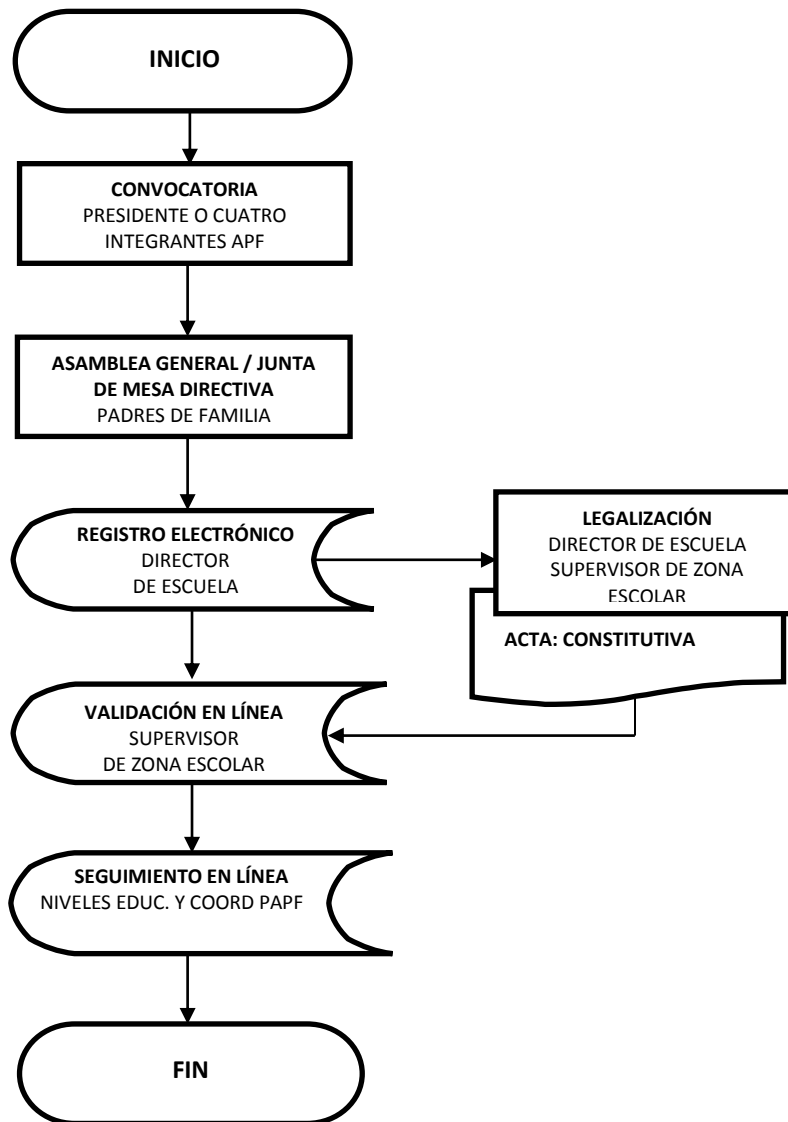 INICIO
CONVOCATORIA
PRESIDENTE O CUATRO
INTEGRANTES APF
ASAMBLEA GENERAL / JUNTA
DE MESA DIRECTIVA
PADRES DE FAMILIA
REGISTRO ELECTRÓNICO
DIRECTOR
DE ESCUELA
LEGALIZACIÓN
DIRECTOR DE ESCUELA
SUPERVISOR DE ZONA
ESCOLAR
ACTA: CONSTITUTIVA
VALIDACIÓN EN LÍNEA
SUPERVISOR
DE ZONA ESCOLAR
SEGUIMIENTO EN LÍNEA
NIVELES EDUC. Y COORD PAPF
FIN